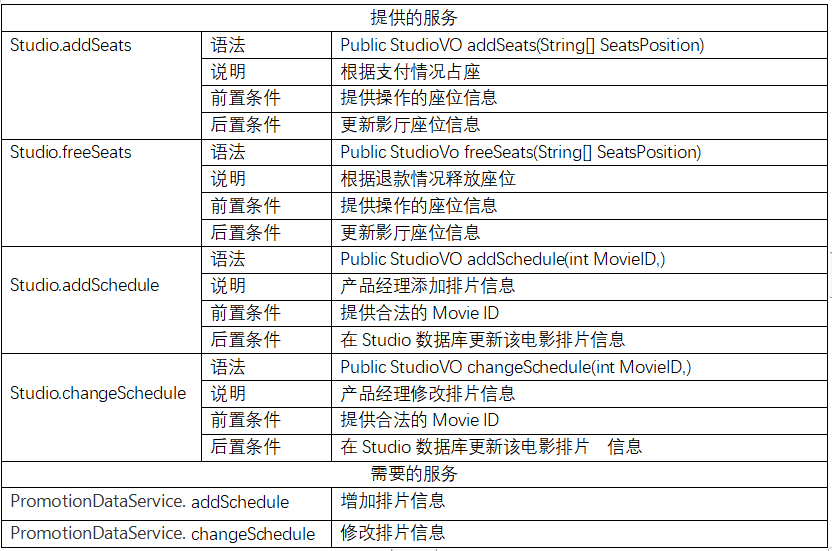 提供的服务
Studio.addSeats 语法 Public StudioVO addSeats(String[] SeatsPosition)
说明 根据支付情况占座
前置条件 提供操作的座位信息
后置条件 更新影厅座位信息
Studio.freeSeats 语法 Public StudioVo freeSeats(String[] SeatsPosition)
说明 根据退款情况释放座位
前置条件 提供操作的座位信息
后置条件 更新影厅座位信息
语法 Public StudioVO addSchedule(int MovieID,)
Studio.addSchedule 说明 产品经理添加排片信息
前置条件 提供合法的 Movie ID
后置条件 在 Studio 数据库更新该电影排片信息
语法 Public StudioVO changeSchedule(int MovieID,)
Studio.changeSchedule 说明 产品经理修改排片信息
前置条件 提供合法的 Movie ID
后置条件 在 Studio 数据库更新该电影排片 信息
需要的服务
PromotionDataService. addSchedule 增加排片信息
PromotionDataService. changeSchedule 修改排片信息